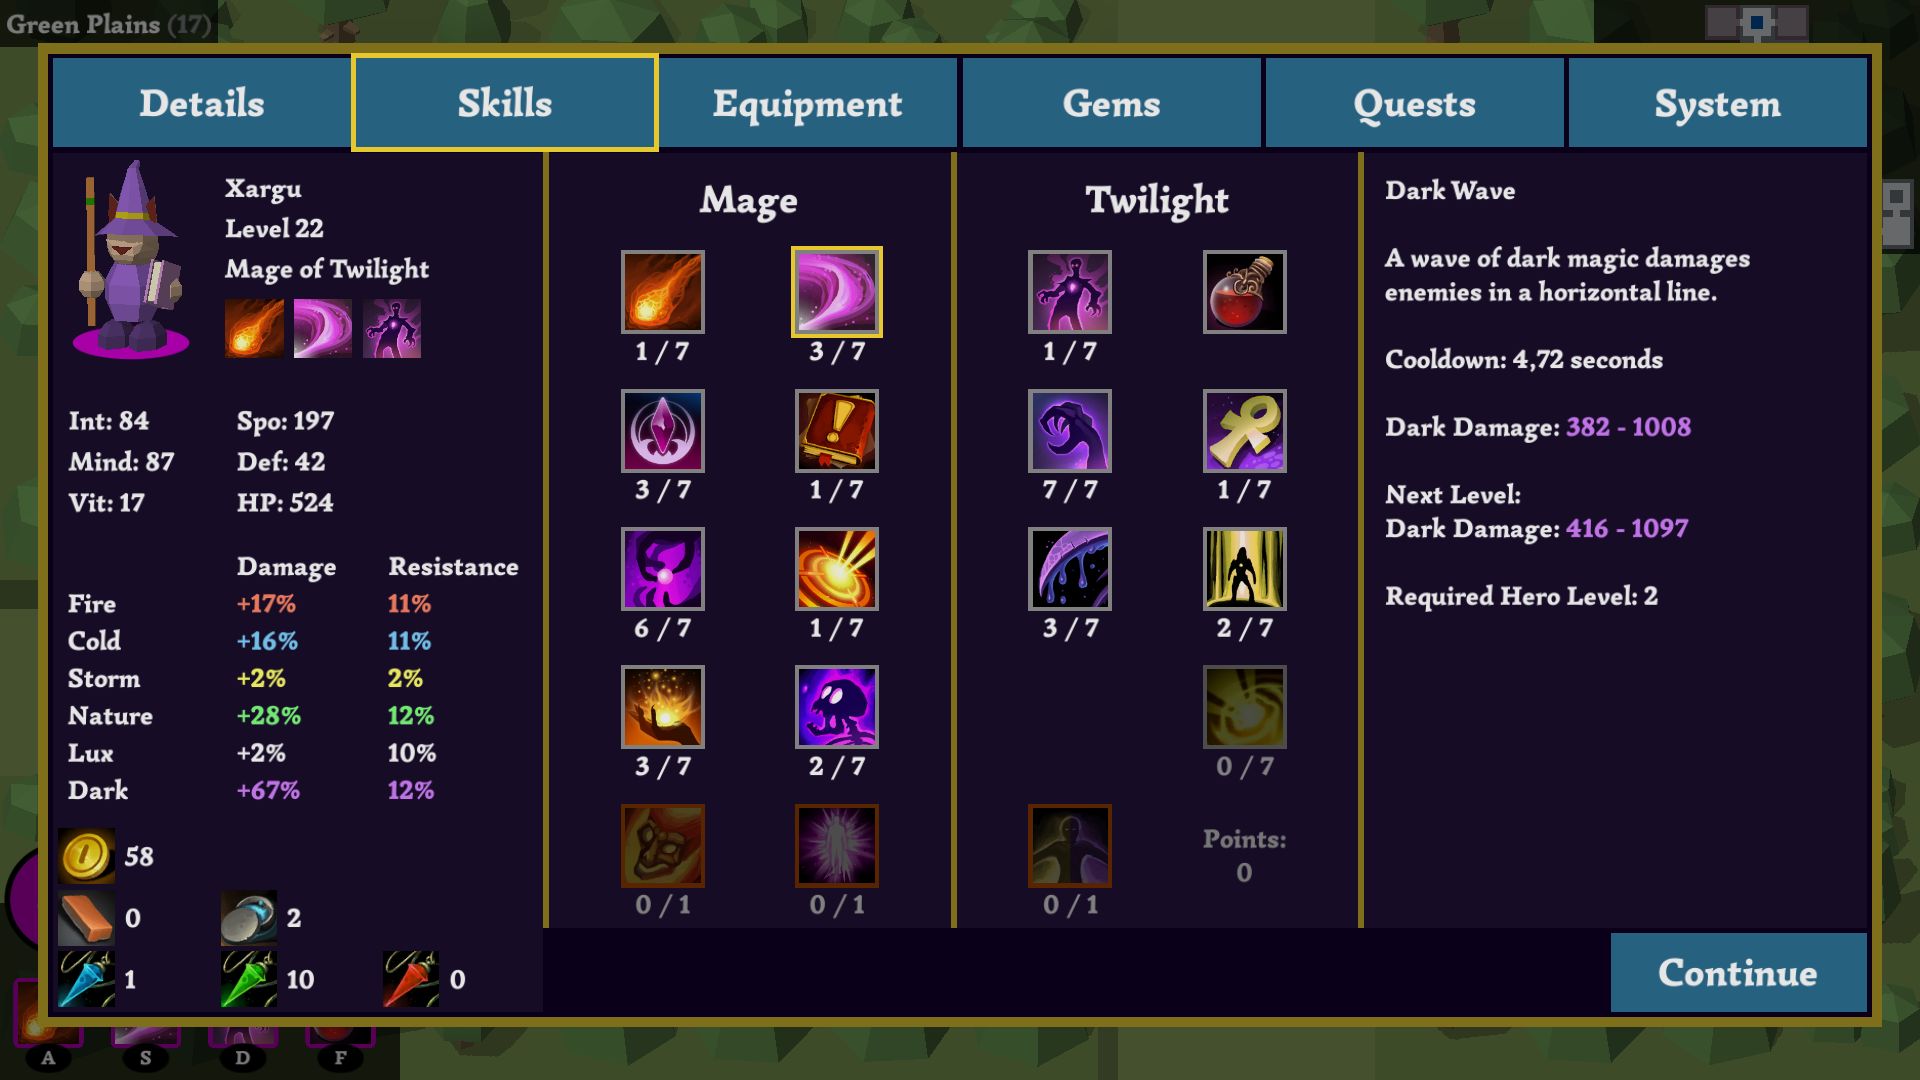 Green Plains (17)
Details
Skills
Equipment
Gems
Quests
System
Xargu
Level 22
Mage of Twilight
Int: 84
Spo: 197
Mind: 87
Def: 42
Vit: 17
HP: 524
Damage
Resistance
Fire
+17%
11%
Cold
+16%
11%
Storm
+2%
2%
Nature
+28%
12%
Lux
+2%
10%
Dark
+67%
12%
58
0
2
1
10
0
Mage
1 / 7
3 / 7
3 / 7
1 / 7
6 / 7
1 / 7
3 / 7
2 / 7
0 / 1
0 / 1
Twilight
1 / 7
7 / 7
1 / 7
3 / 7
2 / 7
0 / 7
Points:
0
0 / 1
Dark Wave
A wave of dark magic damages
enemies in a horizontal line.
Cooldown: 4,72 seconds
Dark Damage: 382 - 1008
Next Level:
Dark Damage: 416 - 1097
Required Hero Level: 2
Continue
A
S
D
F